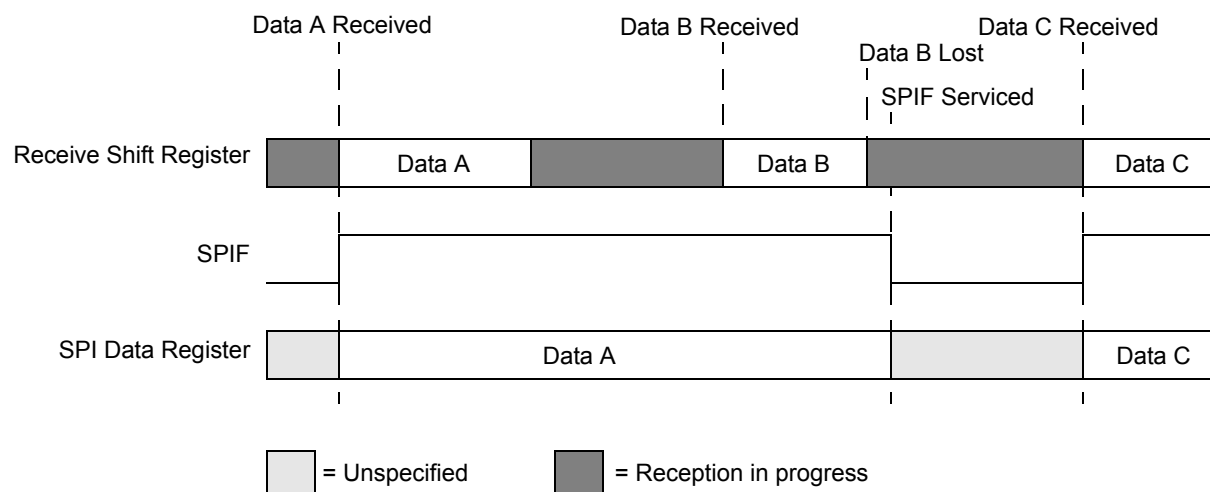 Data A Received
Data B Received
Data C Received
Data B Lost
SPIF Serviced
Receive Shift Register
Data A
Data B
Data C
SPIF
SPI Data Register
Data A
Data C
= Unspecified
= Reception in progress